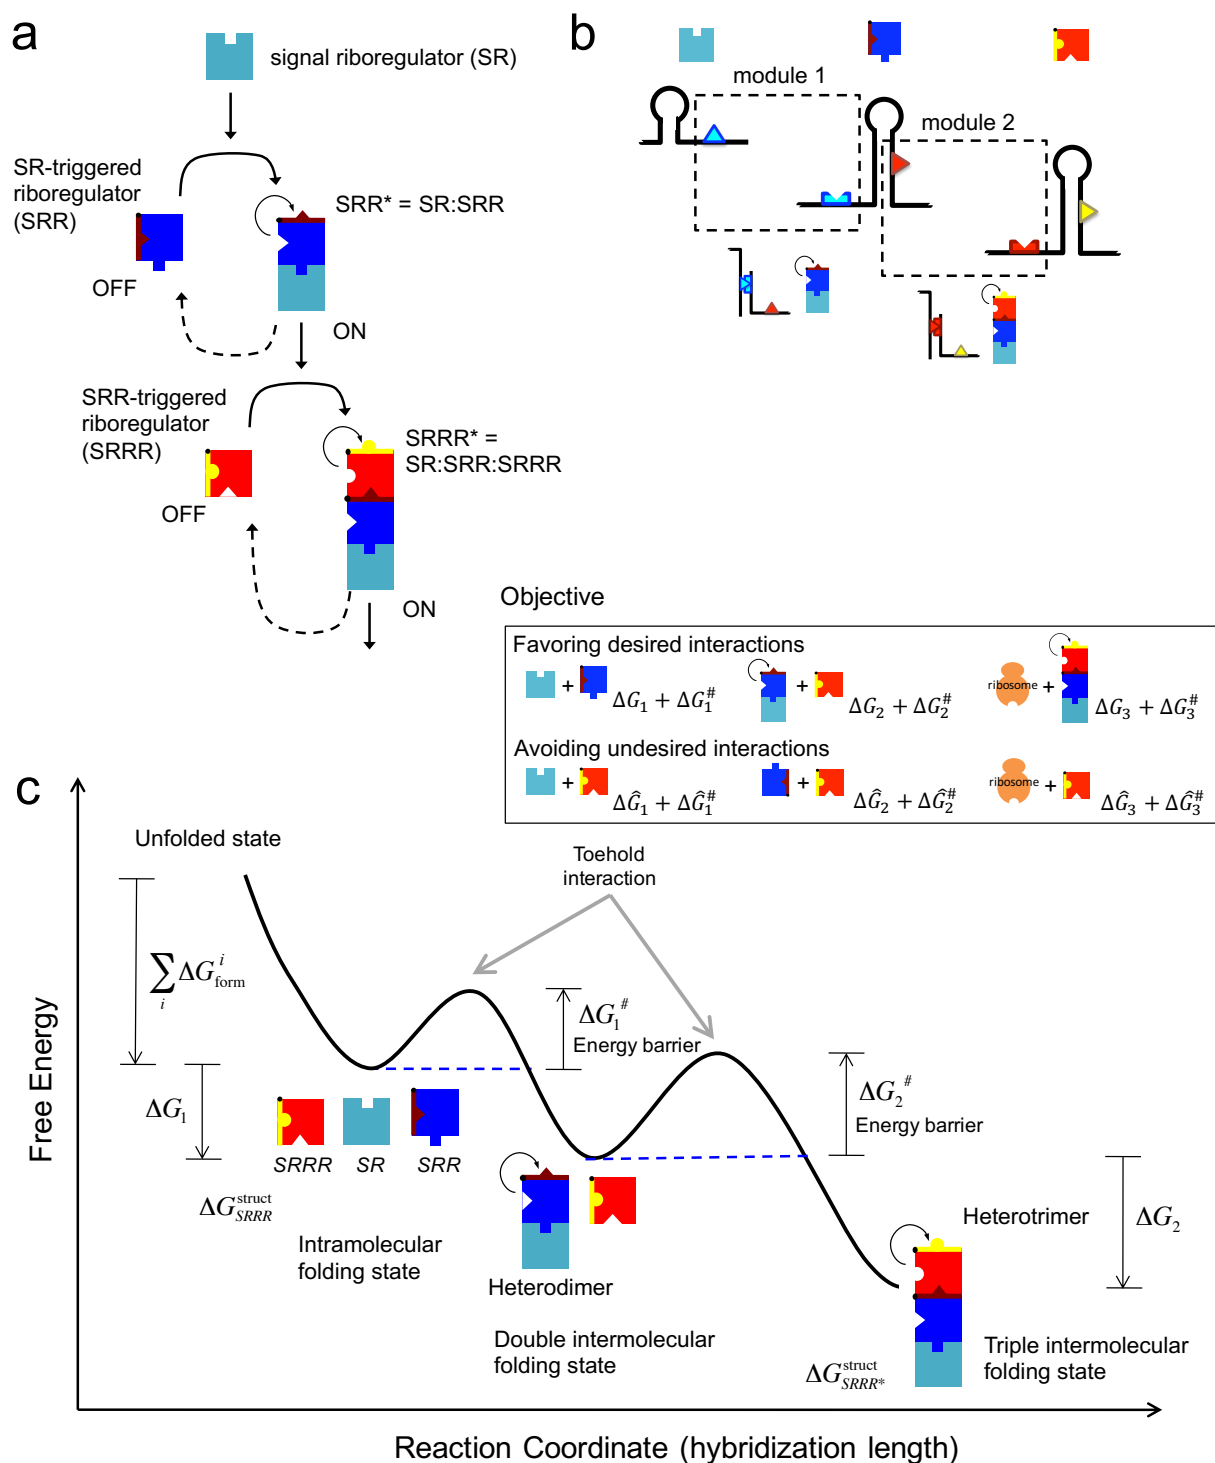 a
signal riboregulator (SR)
SR-triggered
riboregulator
(SRR)
OFF
SRR* = SR:SRR
ON
SRR-triggered
riboregulator
(SRRR)
OFF
SRRR* =
SR:SRR:SRRR
ON
b
module 1
module 2
Objective
Favoring desired interactions
+ ΔG₁ + ΔG₁^#
+ ΔG₂ + ΔG₂^#
ribosome + ΔG₃ + ΔG₃^#
Avoiding undesired interactions
+ ΔĜ₁ + ΔĜ₁^#
+ ΔĜ₂ + ΔĜ₂^#
ribosome + ΔĜ₃ + ΔĜ₃^#
c
Free Energy
Unfolded state
∑_i ΔG_form^i
ΔG₁
Toehold
interaction
ΔG₁^#
Energy barrier
ΔG₂^#
Energy barrier
SRRR SR SRR
ΔG_SRRR^struct
Intramolecular
folding state
Heterodimer
Double intermolecular
folding state
Heterotrimer
ΔG₂
ΔG_SRRR*^struct
Triple intermolecular
folding state
Reaction Coordinate (hybridization length)